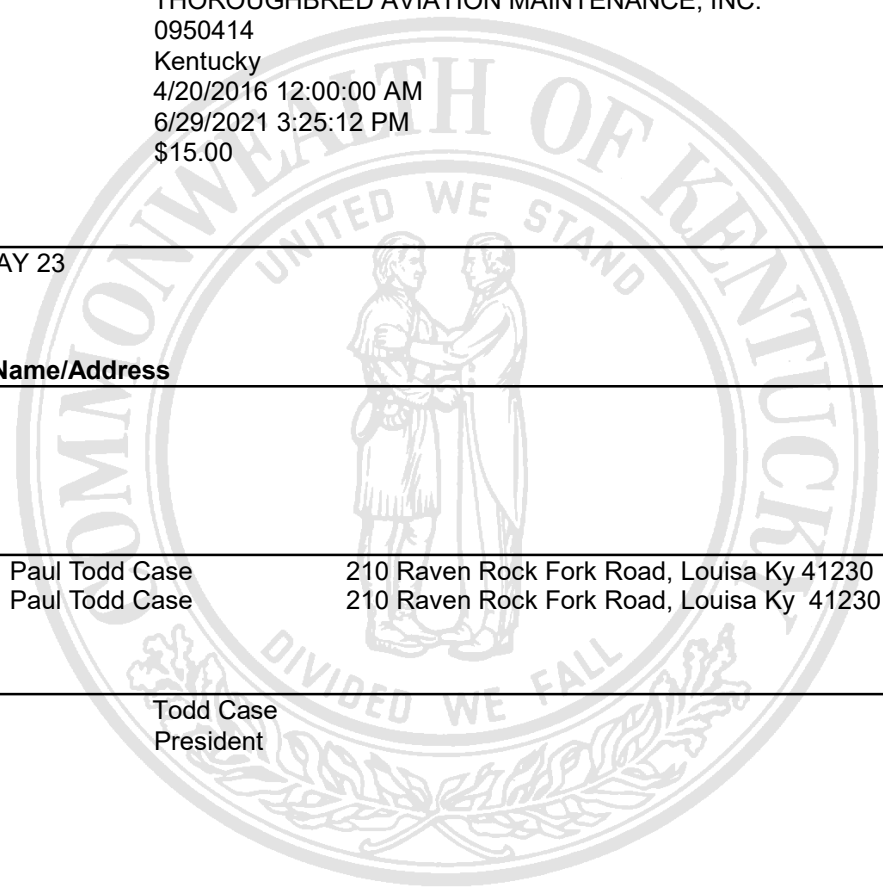 THOROUGHBRED AVIATION MAINTENANCE, INC.
0950414
Kentucky
4/20/2016 12:00:00 AM
6/29/2021 3:25:12 PM
$15.00
COMMONWEALTH OF KENTUCKY
UNITED WE STAND
AY 23
Name/Address
Paul Todd Case 210 Raven Rock Fork Road, Louisa Ky 41230
Paul Todd Case 210 Raven Rock Fork Road, Louisa Ky 41230
DIVIDED WE FALL
Todd Case
President